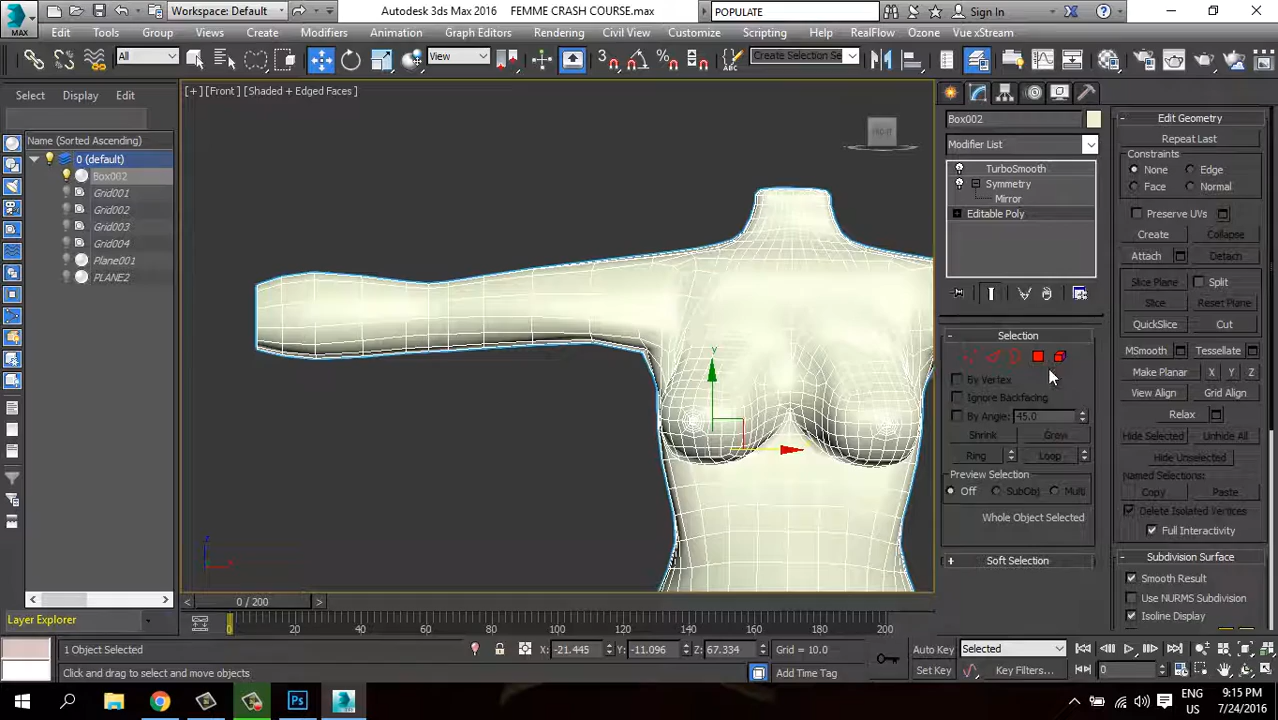 Workspace: Default
Autodesk 3ds Max 2016    FEMME CRASH COURSE.max
POPULATE
Sign In
MAX
Edit Tools Group Views Create Modifiers Animation Graph Editors Rendering Civil View Customize Scripting Help RealFlow Ozone Vue xStream
All
View
Create Selection Se
Select Display Edit
[+] [Front] [Shaded + Edged Faces]
FRONT
Name (Sorted Ascending)
0 (default)
Box002
Grid001
Grid002
Grid003
Grid004
Plane001
PLANE2
Layer Explorer
y
z
x
Box002
Modifier List
TurboSmooth
Symmetry
Mirror
Editable Poly
Selection
By Vertex
Ignore Backfacing
By Angle: 45.0
Shrink Grow
Ring Loop
Preview Selection
Off SubObj Multi
Whole Object Selected
Soft Selection
Edit Geometry
Repeat Last
Constraints
None Edge
Face Normal
Preserve UVs
Create Collapse
Attach Detach
Slice Plane Split
Slice Reset Plane
QuickSlice Cut
MSmooth Tessellate
Make Planar X Y Z
View Align Grid Align
Relax
Hide Selected Unhide All
Hide Unselected
Named Selections:
Copy Paste
Delete Isolated Vertices
Full Interactivity
Subdivision Surface
Smooth Result
Use NURMS Subdivision
Isoline Display
0 / 200
0 20 40 60 80 100 120 140 160 180 200
1 Object Selected
X: -21.445 Y: -11.096 Z: 67.334 Grid = 10.0
Auto Key Selected
Click and drag to select and move objects
Add Time Tag
Set Key Key Filters... 0
ENG
US
9:15 PM
7/24/2016